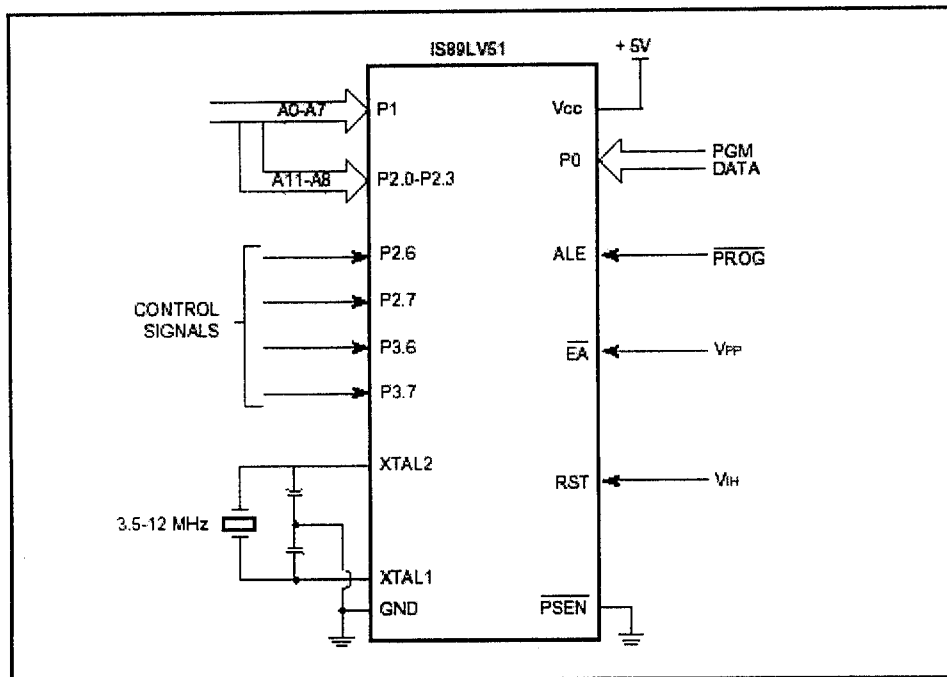 IS89LV51
+ 5V
A0-A7
P1
Vcc
A11-A8
P2.0-P2.3
P0
PGM
DATA
P2.6
ALE
PROG
P2.7
CONTROL
SIGNALS
P3.6
EA
VPP
P3.7
XTAL2
RST
VIH
3.5-12 MHz
XTAL1
GND
PSEN